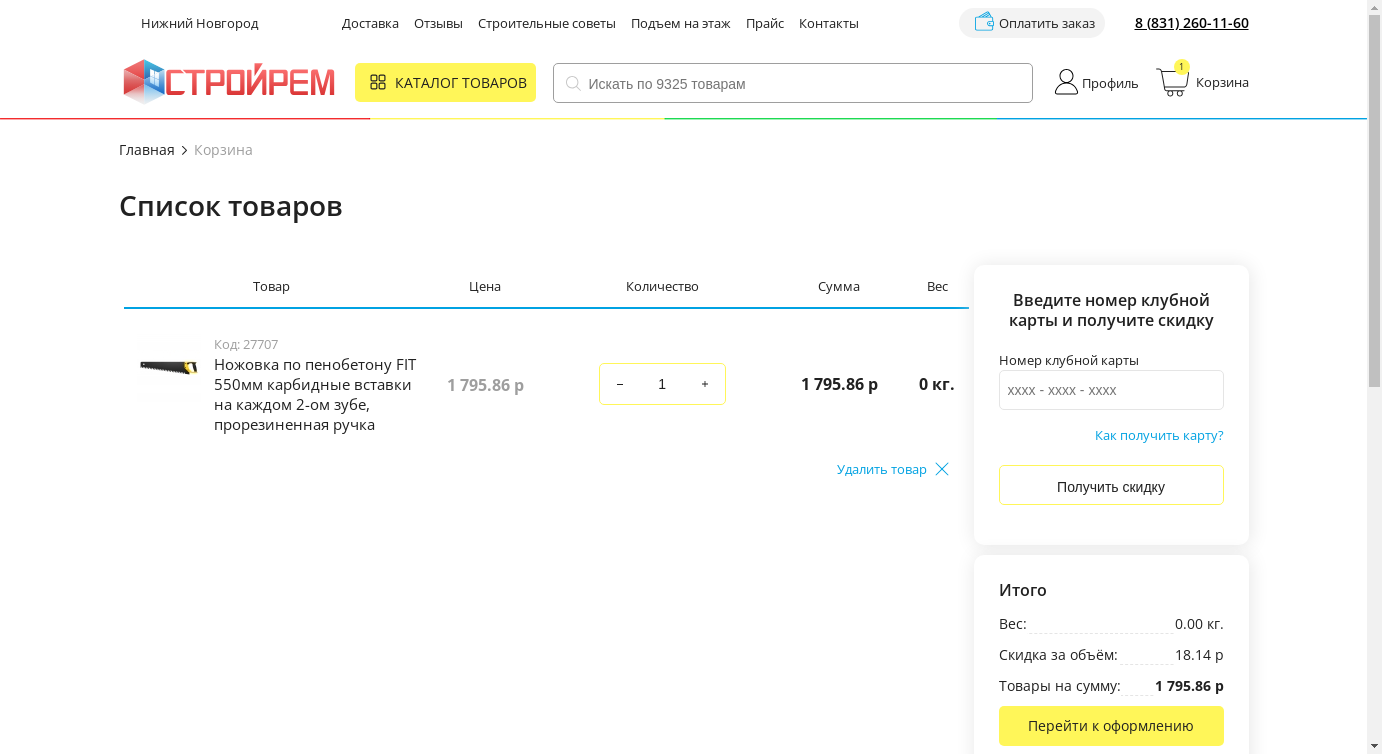 Нижний Новгород
Доставка Отзывы Строительные советы Подъем на этаж Прайс Контакты
Оплатить заказ
8 (831) 260-11-60
СТРОЙРЕМ
КАТАЛОГ ТОВАРОВ
Искать по 9325 товарам
Профиль
1
Корзина
Главная Корзина
Список товаров
Товар Цена Количество Сумма Вес
Код: 27707
Ножовка по пенобетону FIT
550мм карбидные вставки
на каждом 2-ом зубе,
прорезиненная ручка
1 795.86 р
− 1 +
1 795.86 р
0 кг.
Удалить товар
Введите номер клубной
карты и получите скидку
Номер клубной карты
xxxx - xxxx - xxxx
Как получить карту?
Получить скидку
Итого
Вес: 0.00 кг.
Скидка за объём: 18.14 р
Товары на сумму: 1 795.86 р
Перейти к оформлению